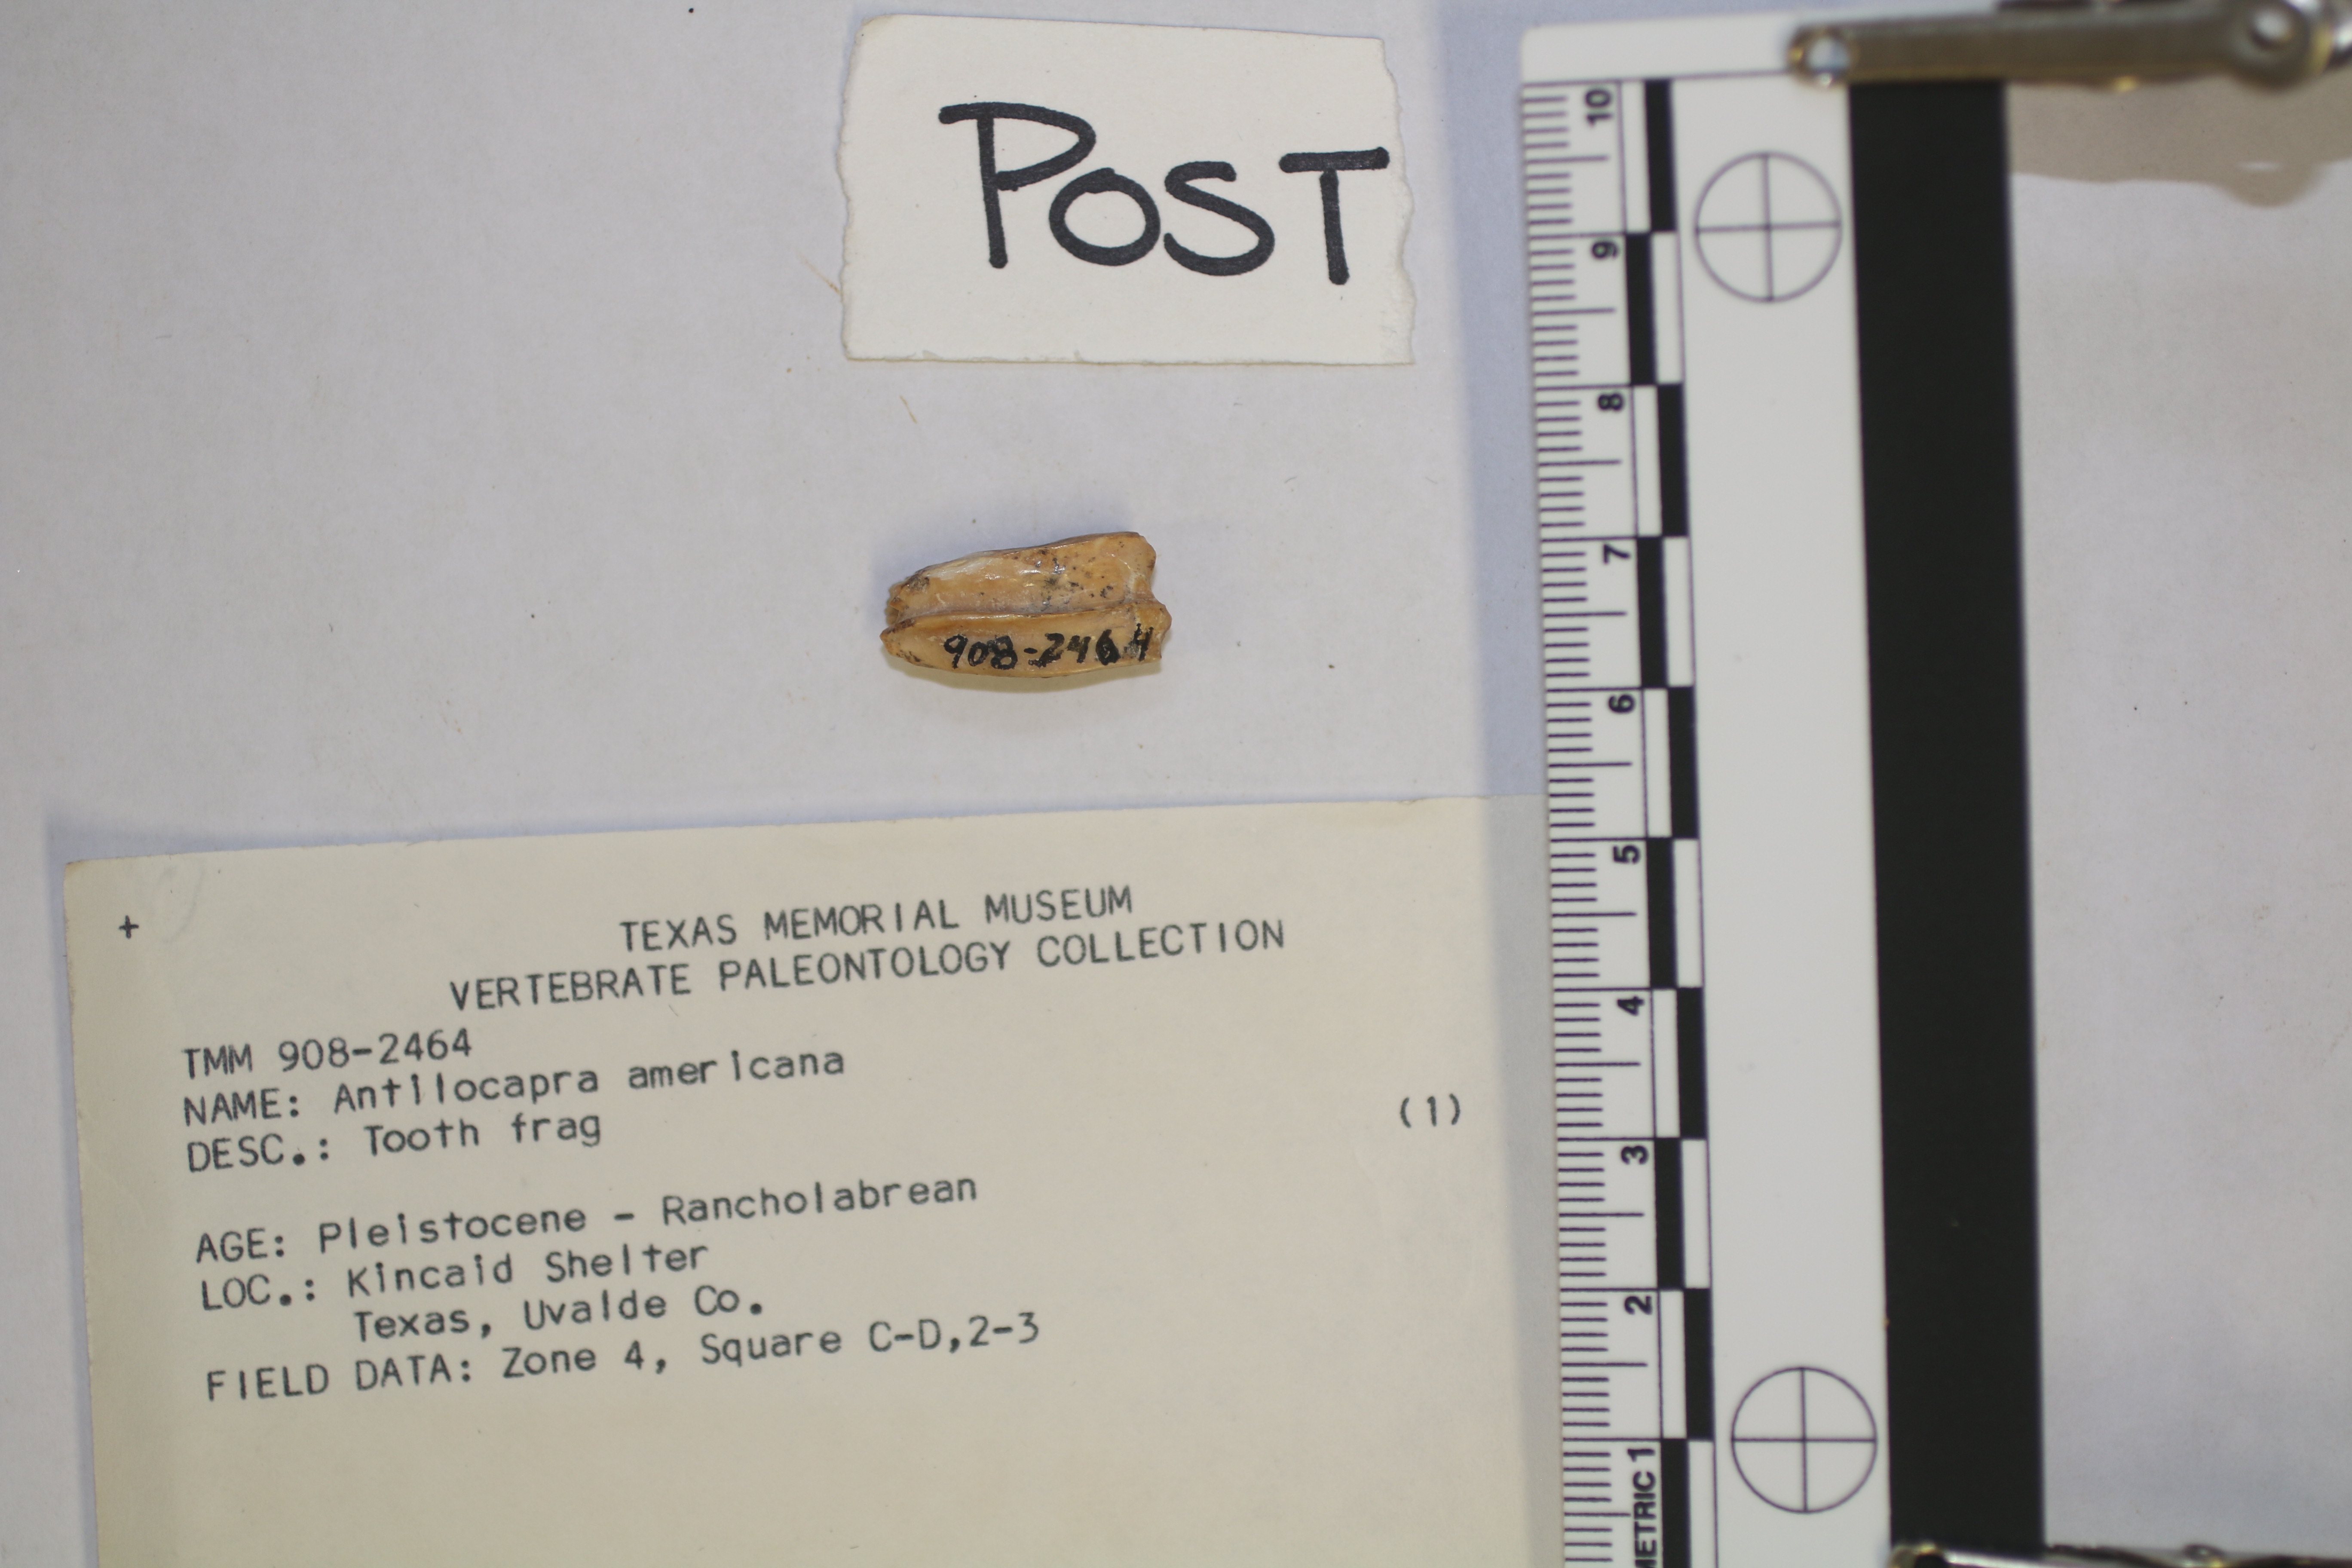 POST
908-2464
+
TEXAS MEMORIAL MUSEUM
VERTEBRATE PALEONTOLOGY COLLECTION
TMM 908-2464
NAME: Antilocapra americana
DESC.: Tooth frag
(1)
AGE: Pleistocene - Rancholabrean
LOC.: Kincaid Shelter
Texas, Uvalde Co.
FIELD DATA: Zone 4, Square C-D,2-3
10
9
8
7
6
5
4
3
2
METRIC 1